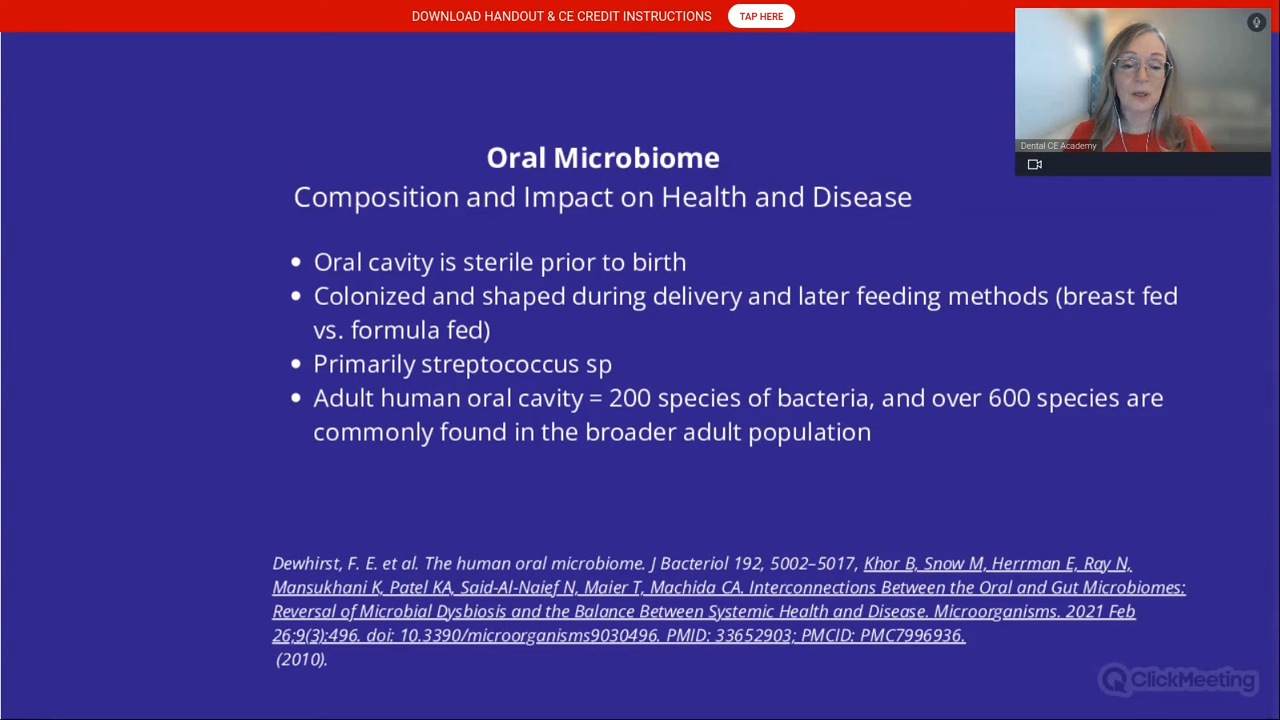 DOWNLOAD HANDOUT & CE CREDIT INSTRUCTIONS TAP HERE
Dental CE Academy
Oral Microbiome
Composition and Impact on Health and Disease
• Oral cavity is sterile prior to birth
• Colonized and shaped during delivery and later feeding methods (breast fed
vs. formula fed)
• Primarily streptococcus sp
• Adult human oral cavity = 200 species of bacteria, and over 600 species are
commonly found in the broader adult population
Dewhirst, F. E. et al. The human oral microbiome. J Bacteriol 192, 5002–5017, Khor B, Snow M, Herrman E, Ray N,
Mansukhani K, Patel KA, Said-Al-Naief N, Maier T, Machida CA. Interconnections Between the Oral and Gut Microbiomes:
Reversal of Microbial Dysbiosis and the Balance Between Systemic Health and Disease. Microorganisms. 2021 Feb
26;9(3):496. doi: 10.3390/microorganisms9030496. PMID: 33652903; PMCID: PMC7996936.
(2010).
ClickMeeting